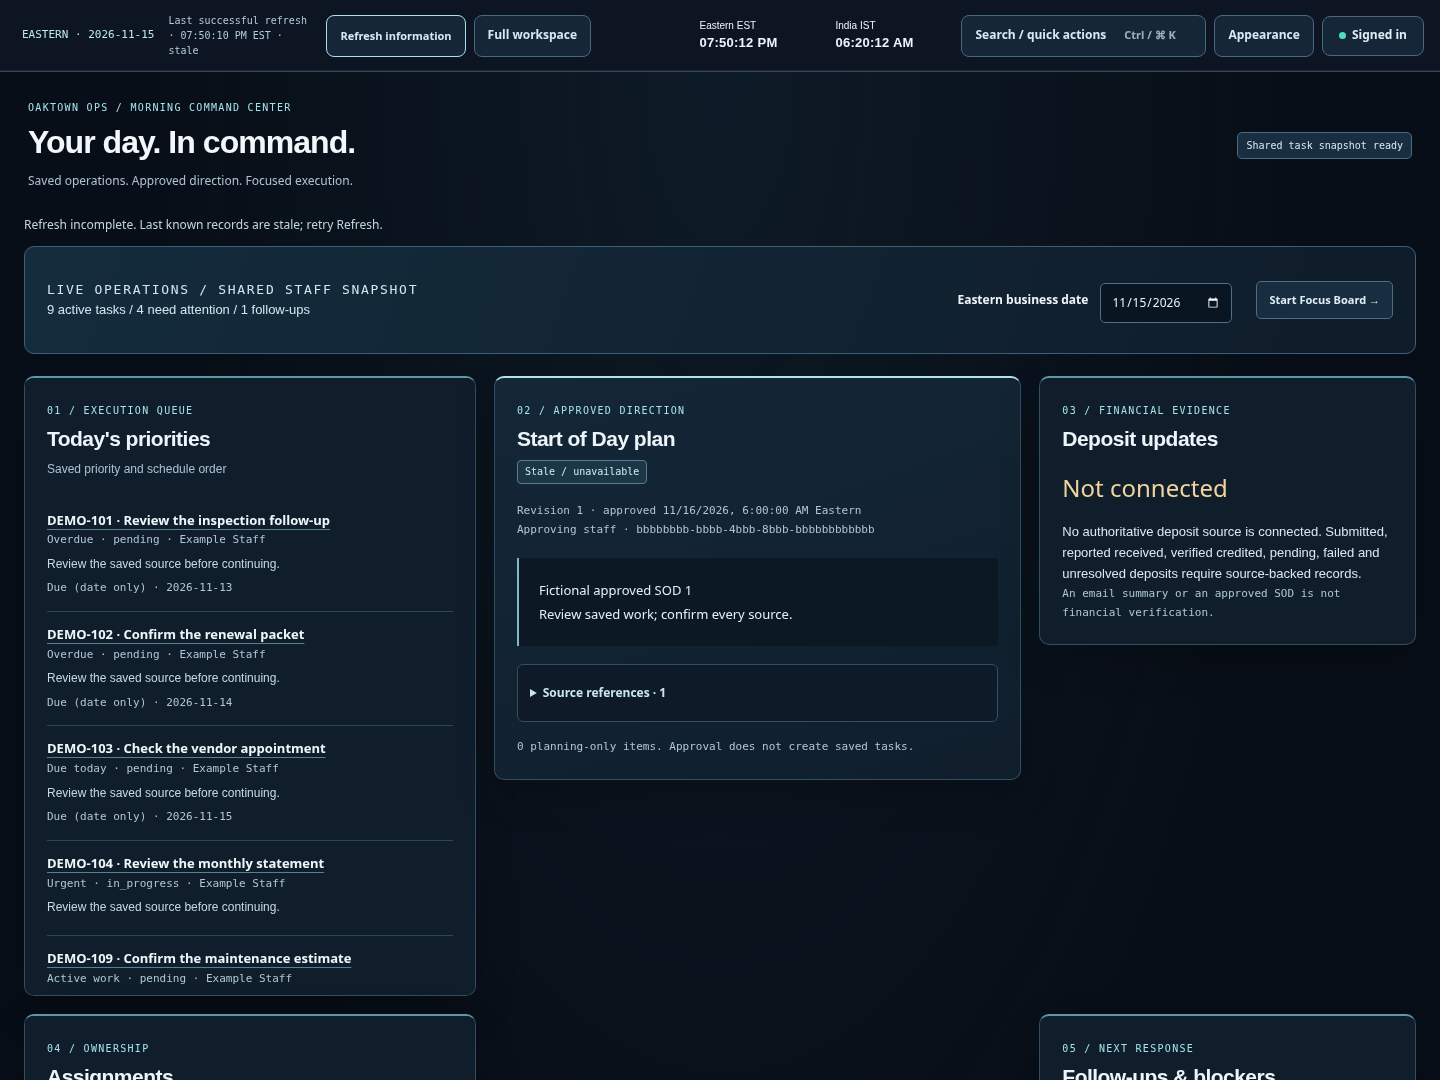 EASTERN · 2026-11-15
Last successful refresh
· 07:50:10 PM EST ·
stale
Refresh information
Full workspace
Eastern EST
07:50:12 PM
India IST
06:20:12 AM
Search / quick actions Ctrl / ⌘ K
Appearance
Signed in
OAKTOWN OPS / MORNING COMMAND CENTER
Your day. In command.
Saved operations. Approved direction. Focused execution.
Shared task snapshot ready
Refresh incomplete. Last known records are stale; retry Refresh.
LIVE OPERATIONS / SHARED STAFF SNAPSHOT
9 active tasks / 4 need attention / 1 follow-ups
Eastern business date
11/15/2026
Start Focus Board →
01 / EXECUTION QUEUE
Today's priorities
Saved priority and schedule order
DEMO-101 · Review the inspection follow-up
Overdue · pending · Example Staff
Review the saved source before continuing.
Due (date only) · 2026-11-13
DEMO-102 · Confirm the renewal packet
Overdue · pending · Example Staff
Review the saved source before continuing.
Due (date only) · 2026-11-14
DEMO-103 · Check the vendor appointment
Due today · pending · Example Staff
Review the saved source before continuing.
Due (date only) · 2026-11-15
DEMO-104 · Review the monthly statement
Urgent · in_progress · Example Staff
Review the saved source before continuing.
DEMO-109 · Confirm the maintenance estimate
Active work · pending · Example Staff
02 / APPROVED DIRECTION
Start of Day plan
Stale / unavailable
Revision 1 · approved 11/16/2026, 6:00:00 AM Eastern
Approving staff · bbbbbbbb-bbbb-4bbb-8bbb-bbbbbbbbbbbb
Fictional approved SOD 1
Review saved work; confirm every source.
Source references · 1
0 planning-only items. Approval does not create saved tasks.
03 / FINANCIAL EVIDENCE
Deposit updates
Not connected
No authoritative deposit source is connected. Submitted,
reported received, verified credited, pending, failed and
unresolved deposits require source-backed records.
An email summary or an approved SOD is not
financial verification.
04 / OWNERSHIP
Assignments
05 / NEXT RESPONSE
Follow-ups & blockers